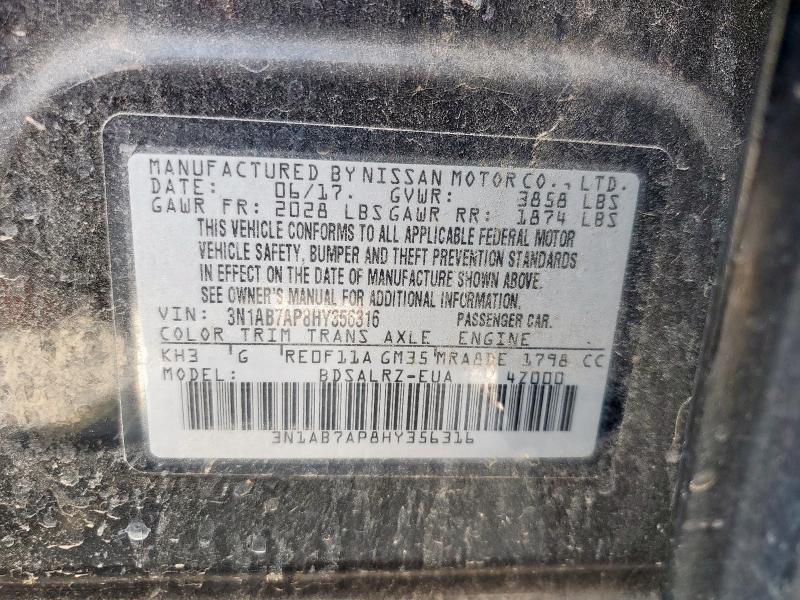 MANUFACTURED BY NISSAN MOTOR CO., LTD.
DATE: 06/17. GVWR: 3858 LBS
GAWR FR: 2028 LBS GAWR RR: 1874 LBS
THIS VEHICLE CONFORMS TO ALL APPLICABLE FEDERAL MOTOR
VEHICLE SAFETY, BUMPER AND THEFT PREVENTION STANDARDS
IN EFFECT ON THE DATE OF MANUFACTURE SHOWN ABOVE.
SEE OWNER'S MANUAL FOR ADDITIONAL INFORMATION.
VIN: 3N1AB7AP8HY356316 PASSENGER CAR.
COLOR TRIM TRANS AXLE ENGINE
KH3 G RE0F11A GM35 MRA8DE 1798 CC
MODEL: BDSALRZ-EUA 4Z000
3N1AB7AP8HY356316